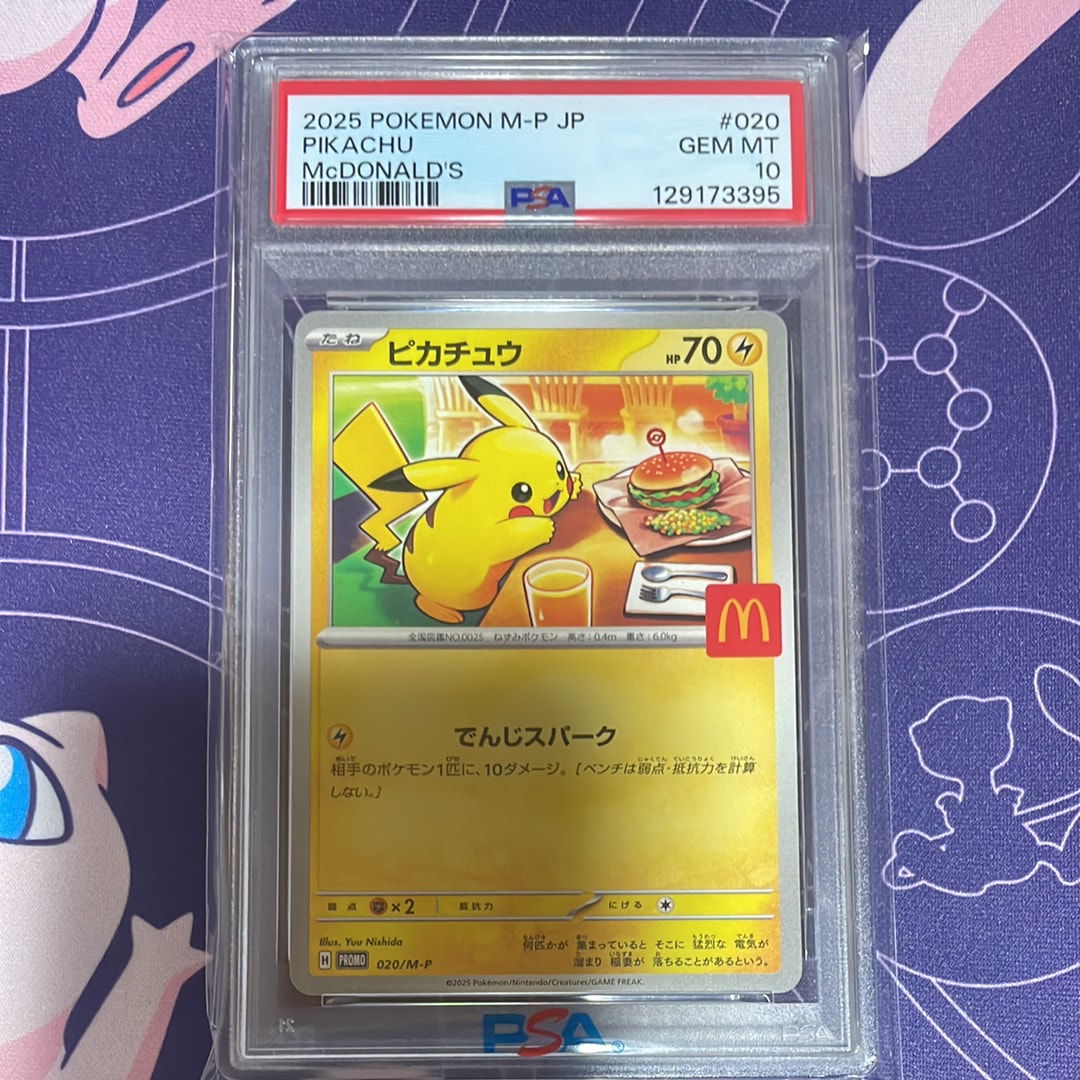 2025 POKEMON M-P JP #020
PIKACHU GEM MT
McDONALD'S 10
PSA 129173395
たね ピカチュウ HP70
全国図鑑NO.0025 ねずみポケモン 高さ:0.4m 重さ:6.0kg
でんじスパーク
相手のポケモン1匹に、10ダメージ。[ベンチは弱点・抵抗力を計算
しない。]
弱点 ×2 抵抗力 にげる
Illus. Yuu Nishida
何匹かが 集まっていると そこに 猛烈な 電気が
溜まり 稲妻が 落ちることがあるという。
H PROMO 020/M-P
©2025 Pokémon/Nintendo/Creatures/GAME FREAK.
PSA®
PSA